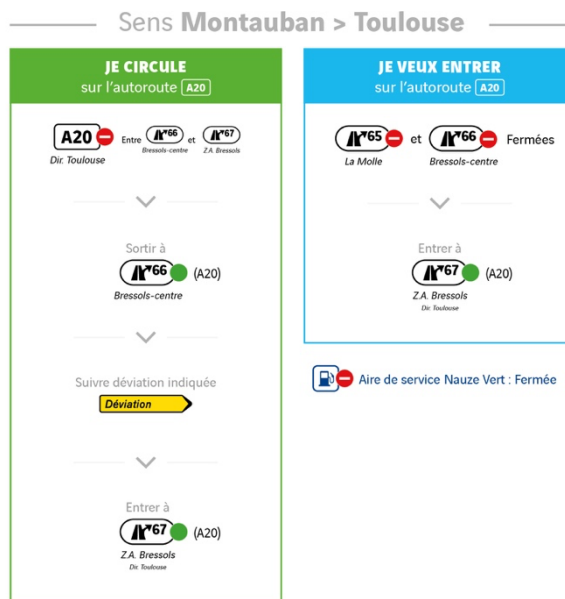 Sens Montauban > Toulouse
JE CIRCULE
sur l'autoroute A20
A20 Entre 66 et 67
Dir. Toulouse Bressols-centre Z.A. Bressols
Sortir à
66 (A20)
Bressols-centre
Suivre déviation indiquée
Déviation
Entrer à
67 (A20)
Z.A. Bressols
Dir. Toulouse
JE VEUX ENTRER
sur l'autoroute A20
65 et 66 Fermées
La Molle Bressols-centre
Entrer à
67 (A20)
Z.A. Bressols
Dir. Toulouse
Aire de service Nauze Vert : Fermée